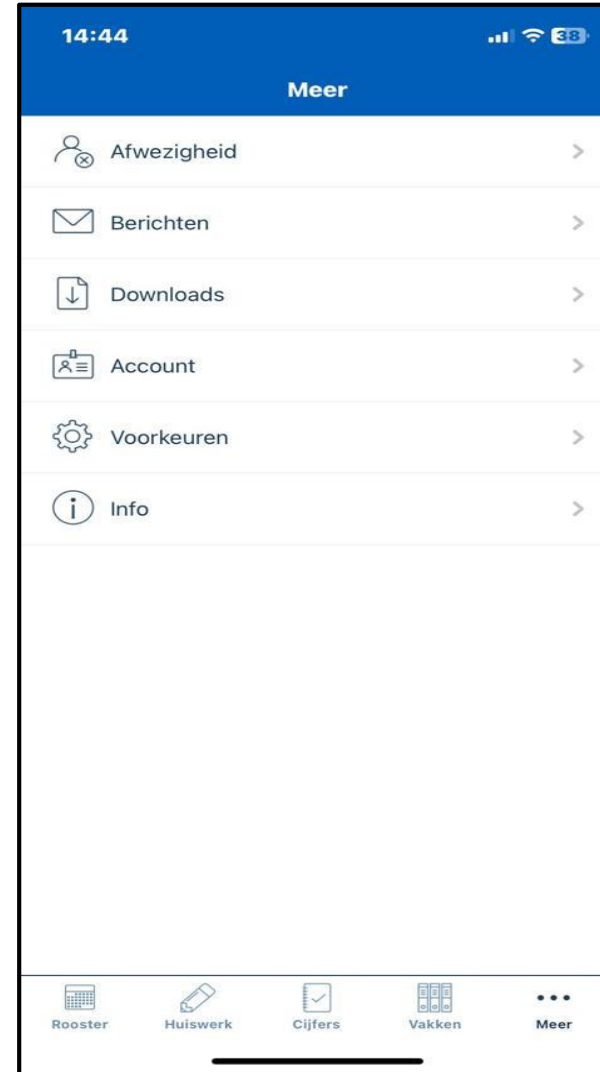 14:44
38
Meer
Afwezigheid
Berichten
Downloads
Account
Voorkeuren
Info
Rooster Huiswerk Cijfers Vakken Meer